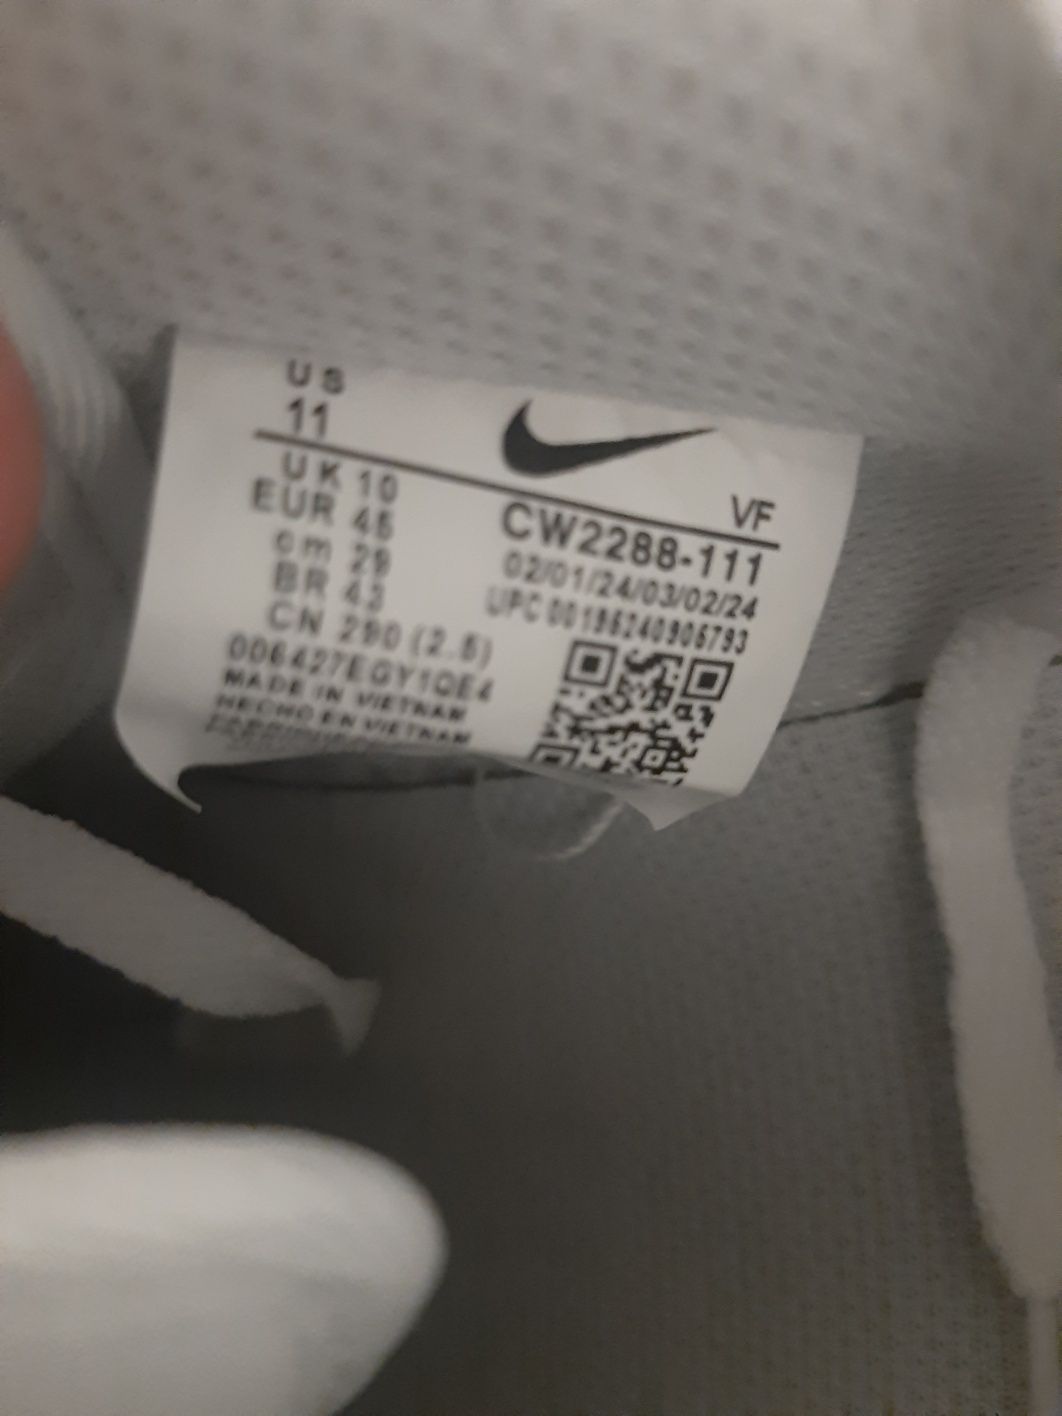 US
11
UK 10
EUR 45
cm 29
BR 43
CN 290 (2.5)
006427EGY1QE4
MADE IN VIETNAM
HECHO EN VIETNAM
VF
CW2288-111
02/01/24/03/02/24
UPC 00196240906793